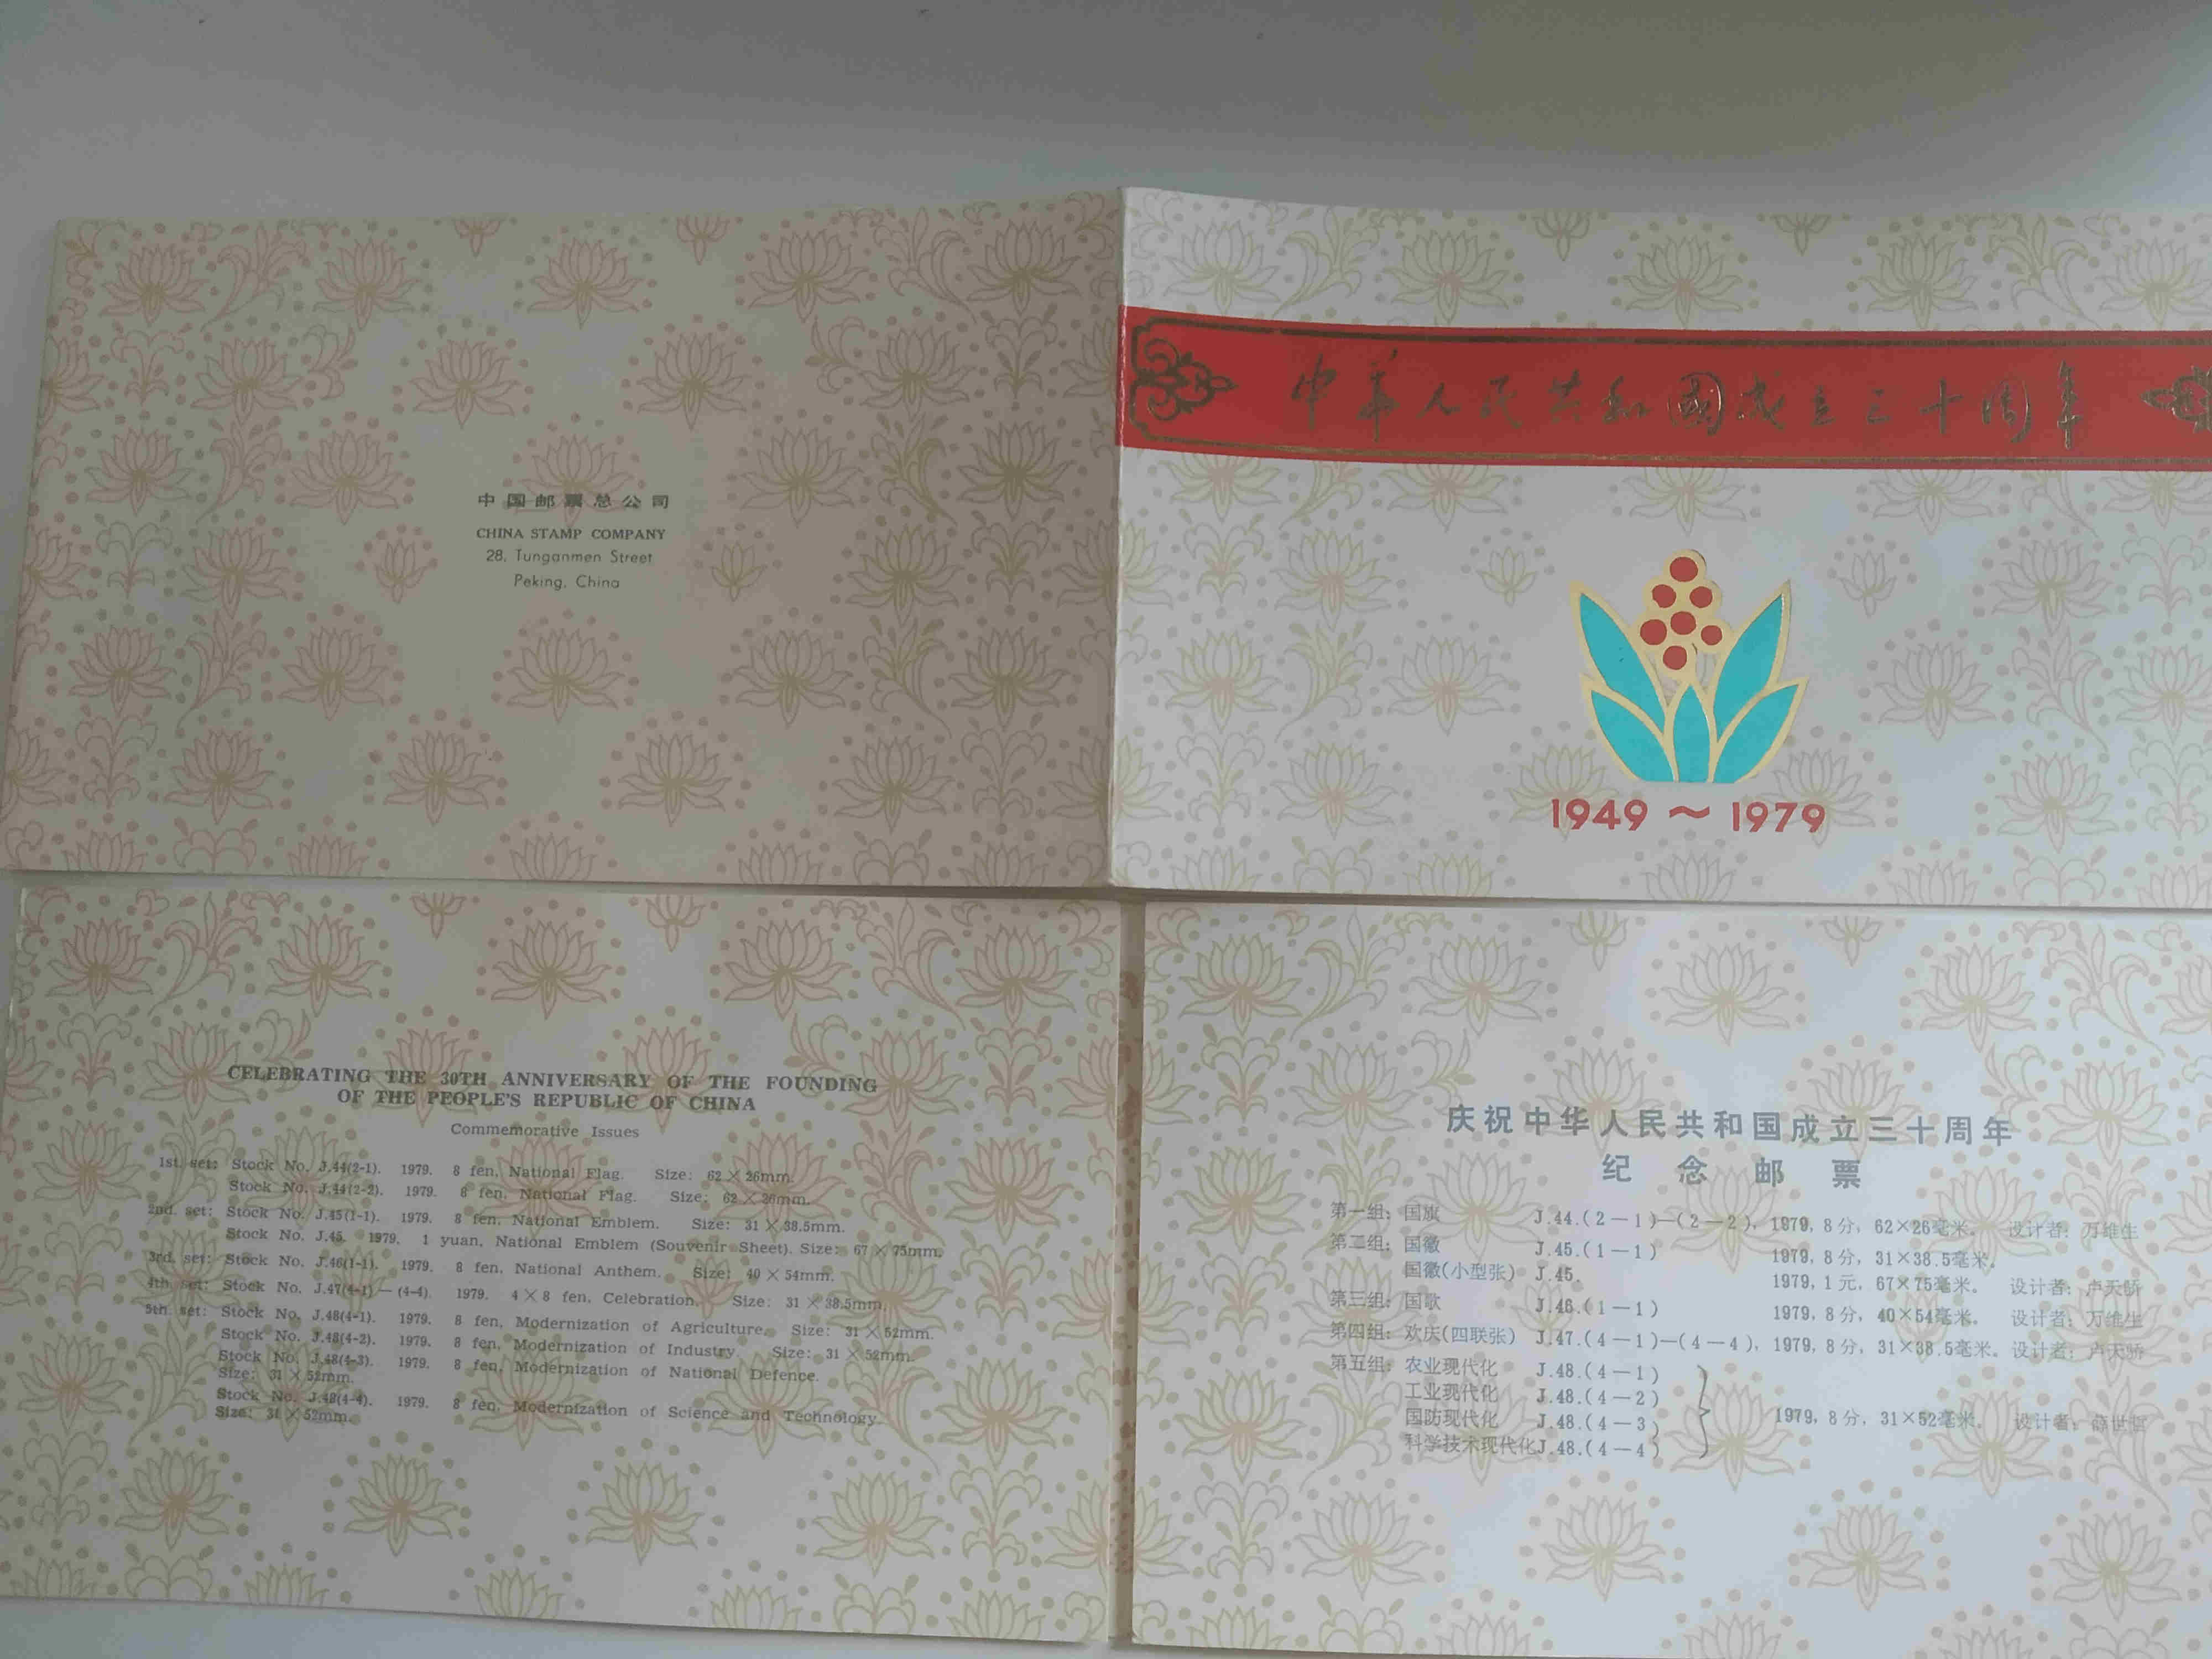 中国邮票总公司
CHINA STAMP COMPANY
28, Tunganmen Street
Peking, China
中华人民共和國成立三十周年
1949～1979
CELEBRATING THE 30TH ANNIVERSARY OF THE FOUNDING
OF THE PEOPLE'S REPUBLIC OF CHINA
Commemorative Issues
1st. set: Stock No. J.44(2-1). 1979. 8 fen, National Flag. Size: 62×26mm.
Stock No. J.44(2-2). 1979. 8 fen, National Flag. Size: 62×26mm.
2nd. set: Stock No. J.45(1-1). 1979. 8 fen, National Emblem. Size: 31×38.5mm.
Stock No. J.45. 1979. 1 yuan, National Emblem (Souvenir Sheet). Size: 67×75mm.
3rd. set: Stock No. J.46(1-1). 1979. 8 fen, National Anthem. Size: 40×54mm.
4th. set: Stock No. J.47(4-1)—(4-4). 1979. 4×8 fen, Celebration. Size: 31×38.5mm.
5th. set: Stock No. J.48(4-1). 1979. 8 fen, Modernization of Agriculture. Size: 31×52mm.
Stock No. J.48(4-2). 1979. 8 fen, Modernization of Industry. Size: 31×52mm.
Stock No. J.48(4-3). 1979. 8 fen, Modernization of National Defence.
Size: 31×52mm.
Stock No. J.48(4-4). 1979. 8 fen, Modernization of Science and Technology.
Size: 31×52mm.
庆祝中华人民共和国成立三十周年
纪念邮票
第一组：国旗 J.44.(2—1)—(2—2)，1979，8分，62×26毫米。 设计者：万维生
第二组：国徽 J.45.(1—1) 1979，8分，31×38.5毫米。
国徽(小型张) J.45. 1979，1元，67×75毫米。 设计者：卢天骄
第三组：国歌 J.46.(1—1) 1979，8分，40×54毫米。 设计者：万维生
第四组：欢庆(四联张) J.47.(4—1)—(4—4)，1979，8分，31×38.5毫米。设计者：卢天骄
第五组：农业现代化 J.48.(4—1)
工业现代化 J.48.(4—2)
国防现代化 J.48.(4—3) 1979，8分，31×52毫米。 设计者：
科学技术现代化J.48.(4—4)